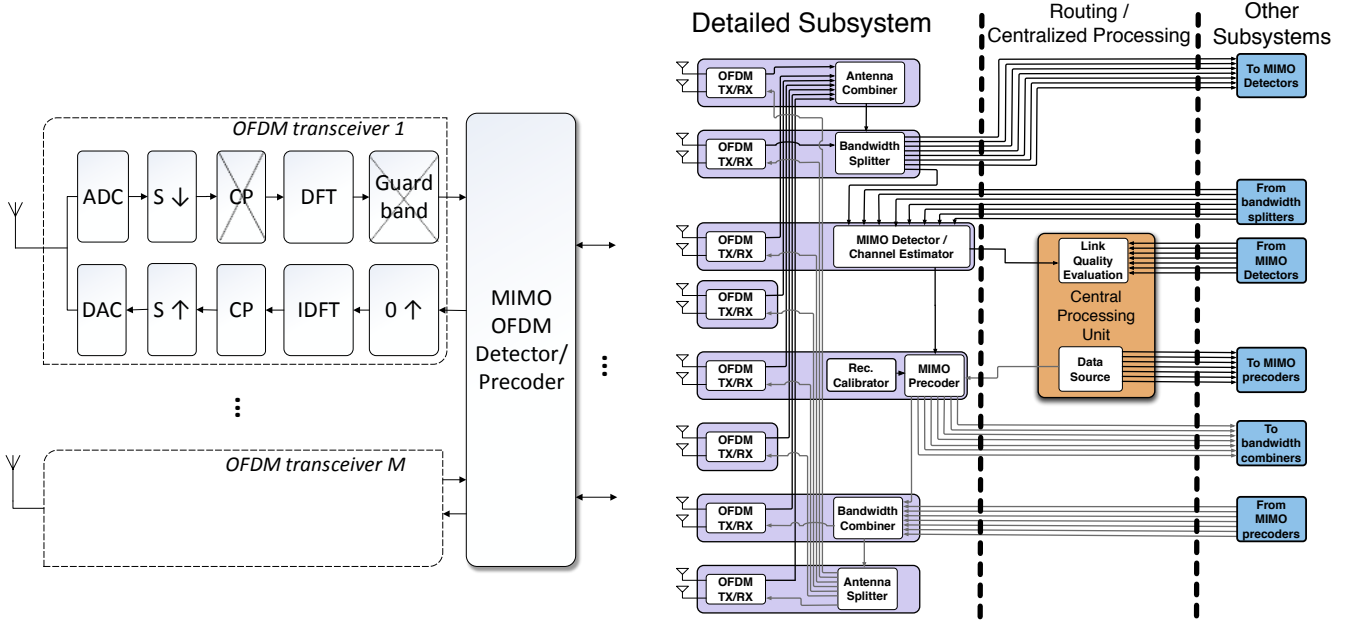 OFDM transceiver 1
ADC
S ↓
CP
DFT
Guard
band
DAC
S ↑
CP
IDFT
0 ↑
MIMO
OFDM
Detector/
Precoder
...
...
OFDM transceiver M
Detailed Subsystem
Routing /
Centralized Processing
Other
Subsystems
OFDM
TX/RX
Antenna
Combiner
To MIMO
Detectors
OFDM
TX/RX
Bandwidth
Splitter
From
bandwidth
splitters
OFDM
TX/RX
MIMO Detector /
Channel Estimator
Link
Quality
Evaluation
From
MIMO
Detectors
OFDM
TX/RX
Central
Processing
Unit
OFDM
TX/RX
Rec.
Calibrator
MIMO
Precoder
Data
Source
To MIMO
precoders
OFDM
TX/RX
To
bandwidth
combiners
OFDM
TX/RX
Bandwidth
Combiner
From
MIMO
precoders
OFDM
TX/RX
Antenna
Splitter